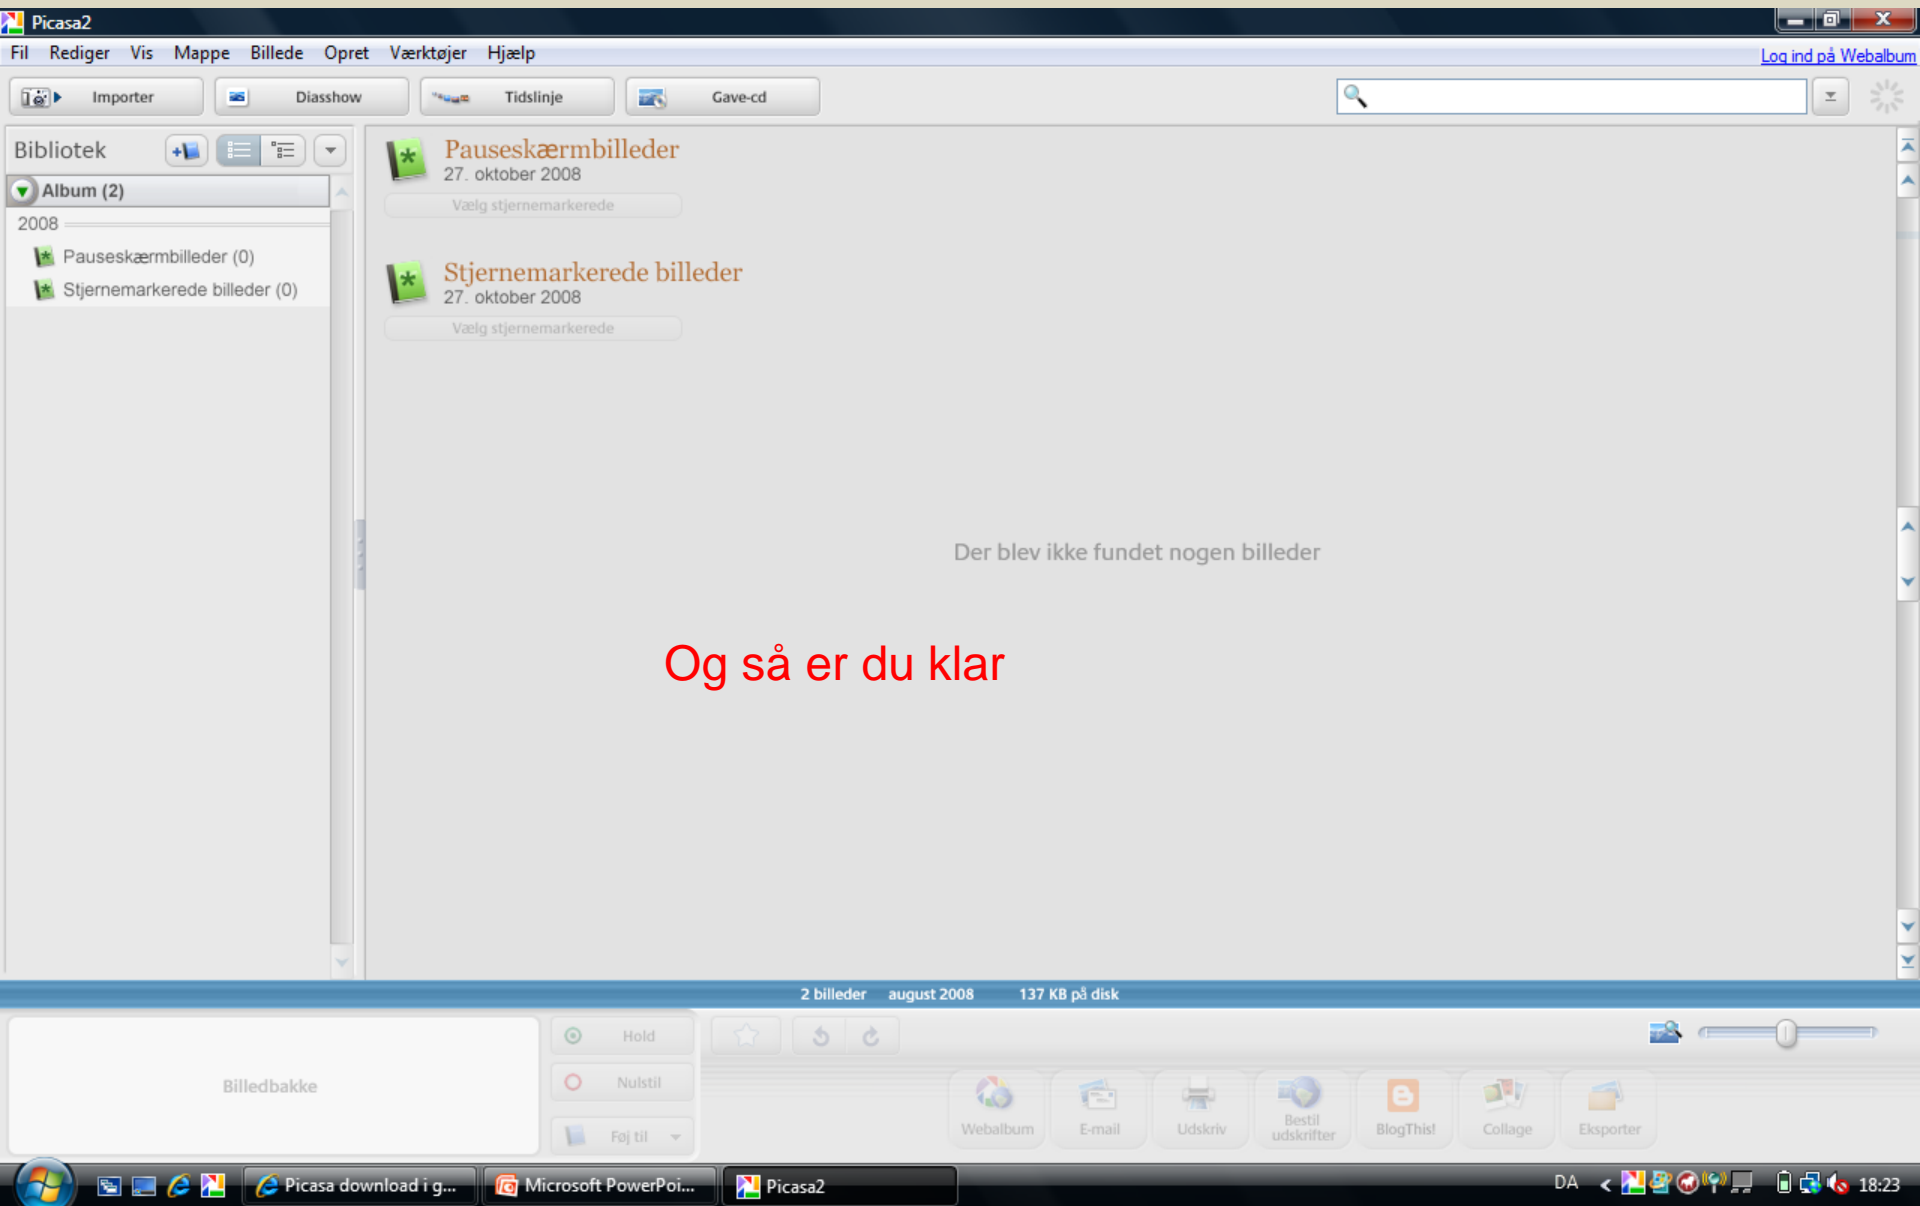 Picasa2
Fil Rediger Vis Mappe Billede Opret Værktøjer Hjælp
Log ind på Webalbum
Importer
Diasshow
Tidslinje
Gave-cd
Bibliotek
Album (2)
2008
Pauseskærmbilleder (0)
Stjernemarkerede billeder (0)
Pauseskærmbilleder
27. oktober 2008
Vælg stjernemarkerede
Stjernemarkerede billeder
27. oktober 2008
Vælg stjernemarkerede
Der blev ikke fundet nogen billeder
Og så er du klar
2 billeder august 2008 137 KB på disk
Billedbakke
Hold
Nulstil
Føj til
Webalbum
E-mail
Udskriv
Bestil
udskrifter
BlogThis!
Collage
Eksporter
Picasa download i g...
Microsoft PowerPoi...
Picasa2
DA
18:23